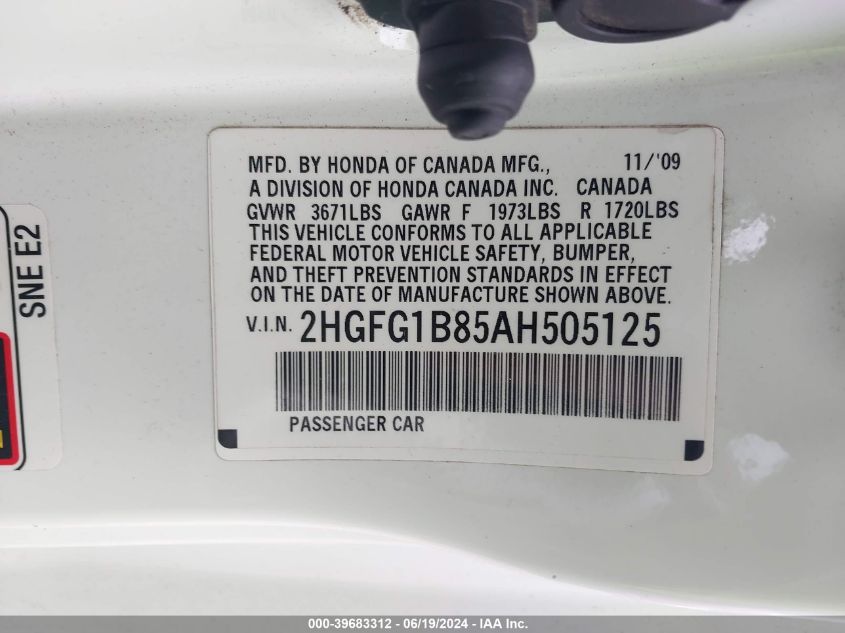 MFD. BY HONDA OF CANADA MFG., 11/'09
A DIVISION OF HONDA CANADA INC. CANADA
GVWR 3671LBS GAWR F 1973LBS R 1720LBS
THIS VEHICLE CONFORMS TO ALL APPLICABLE
FEDERAL MOTOR VEHICLE SAFETY, BUMPER,
AND THEFT PREVENTION STANDARDS IN EFFECT
ON THE DATE OF MANUFACTURE SHOWN ABOVE.
V.I.N. 2HGFG1B85AH505125
PASSENGER CAR
SNE E2
000-39683312 - 06/19/2024 - IAA Inc.